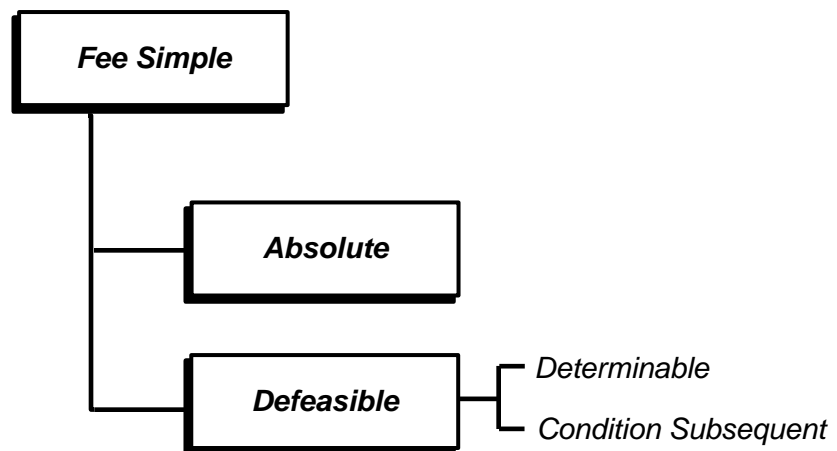 Fee Simple
Absolute
Defeasible
Determinable
Condition Subsequent